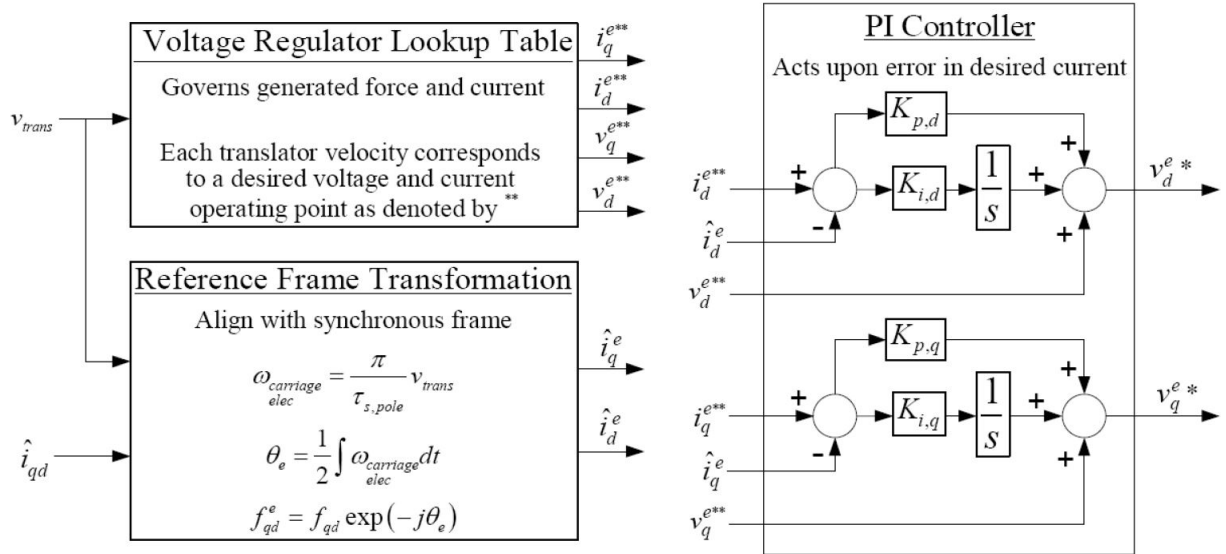 Voltage Regulator Lookup Table
Governs generated force and current
Each translator velocity corresponds
to a desired voltage and current
operating point as denoted by **
v_trans
i_q^e**
i_d^e**
v_q^e**
v_d^e**
Reference Frame Transformation
Align with synchronous frame
ω_carriage elec = π/τ_s,pole v_trans
θ_e = 1/2 ∫ ω_carriage elec dt
f_qd^e = f_qd exp(-jθ_e)
î_qd
î_q^e
î_d^e
PI Controller
Acts upon error in desired current
K_p,d
i_d^e**
+
-
K_i,d
1/s
+
+
+
v_d^e *
î_d^e
v_d^e**
K_p,q
i_q^e**
+
-
K_i,q
1/s
+
+
+
v_q^e *
î_q^e
v_q^e**